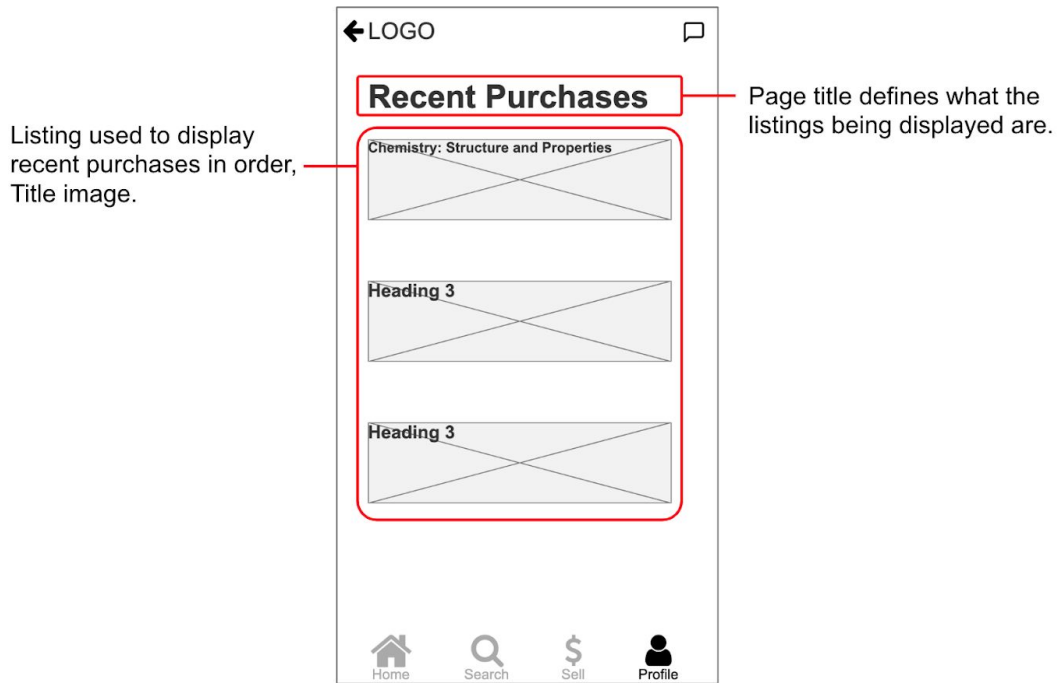 LOGO
Recent Purchases
Page title defines what the
listings being displayed are.
Listing used to display
recent purchases in order,
Title image.
Chemistry: Structure and Properties
Heading 3
Heading 3
Home
Search
Sell
Profile